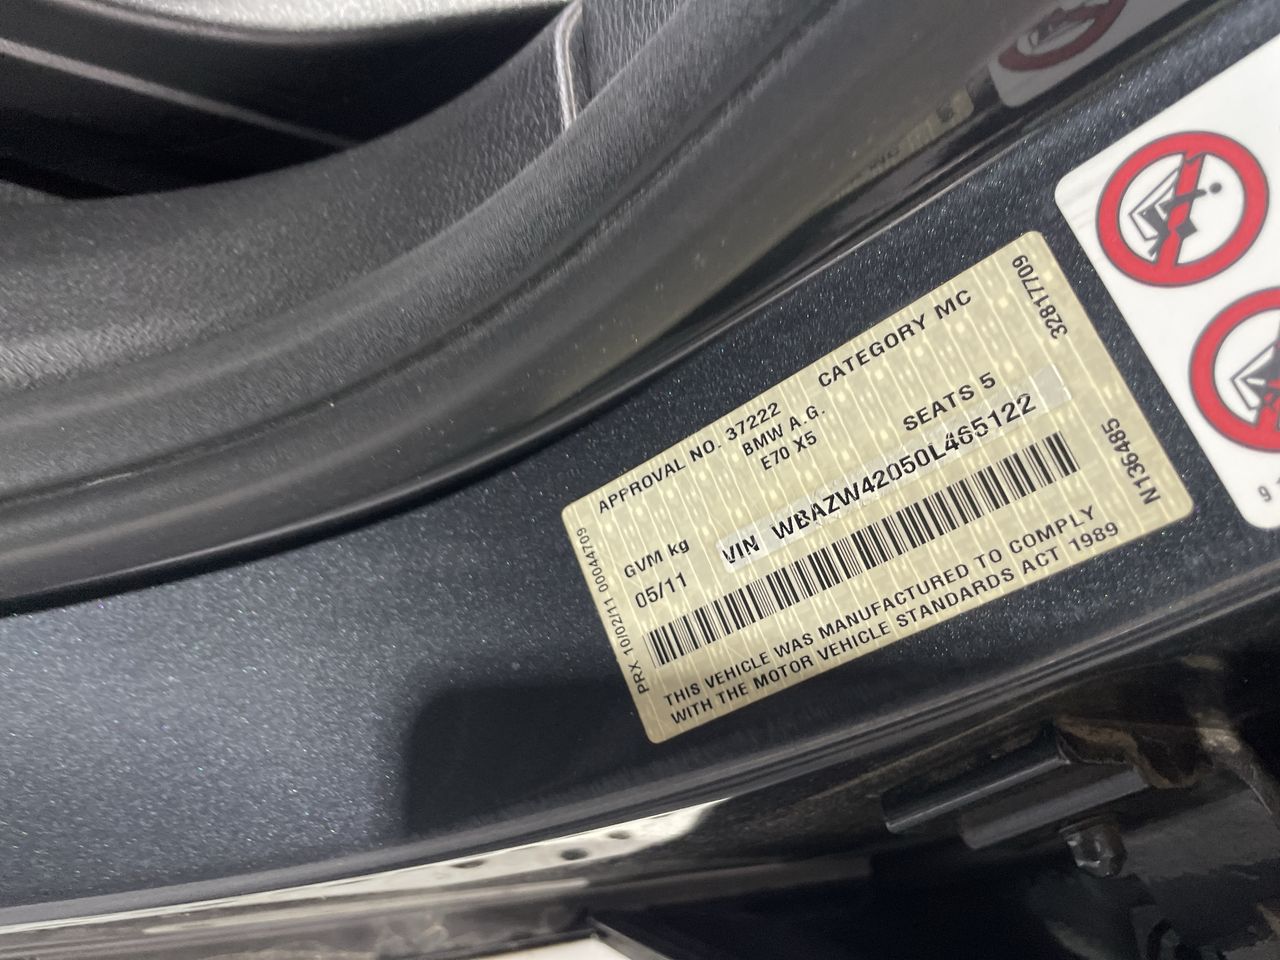 APPROVAL NO. 37222
CATEGORY MC
BMW A.G.
E70 X5
GVM kg
SEATS 5
05/11
VIN WBAZW42050L465122
THIS VEHICLE WAS MANUFACTURED TO COMPLY
WITH THE MOTOR VEHICLE STANDARDS ACT 1989
PRX 10/02/11 00044709
32817709
N136485